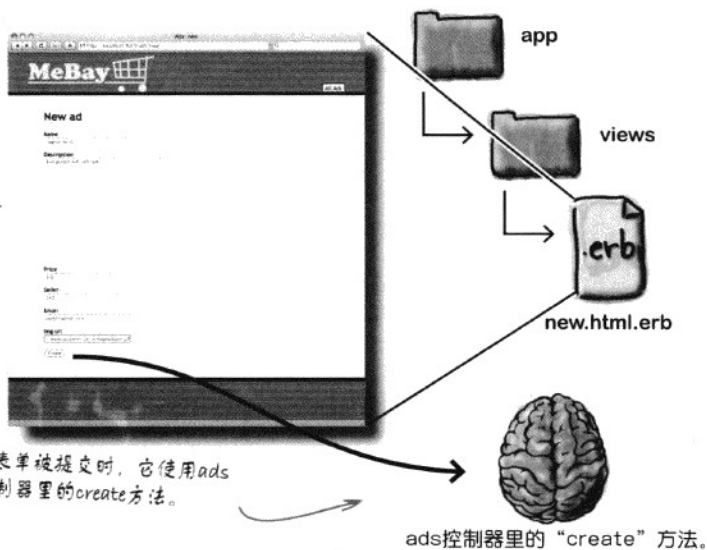 MeBay
New ad
Name
Description
Price
Seller
Email
Img url
Create
app
views
.erb
new.html.erb
表单被提交时，它使用ads
制器里的create方法。
ads控制器里的“create”方法。